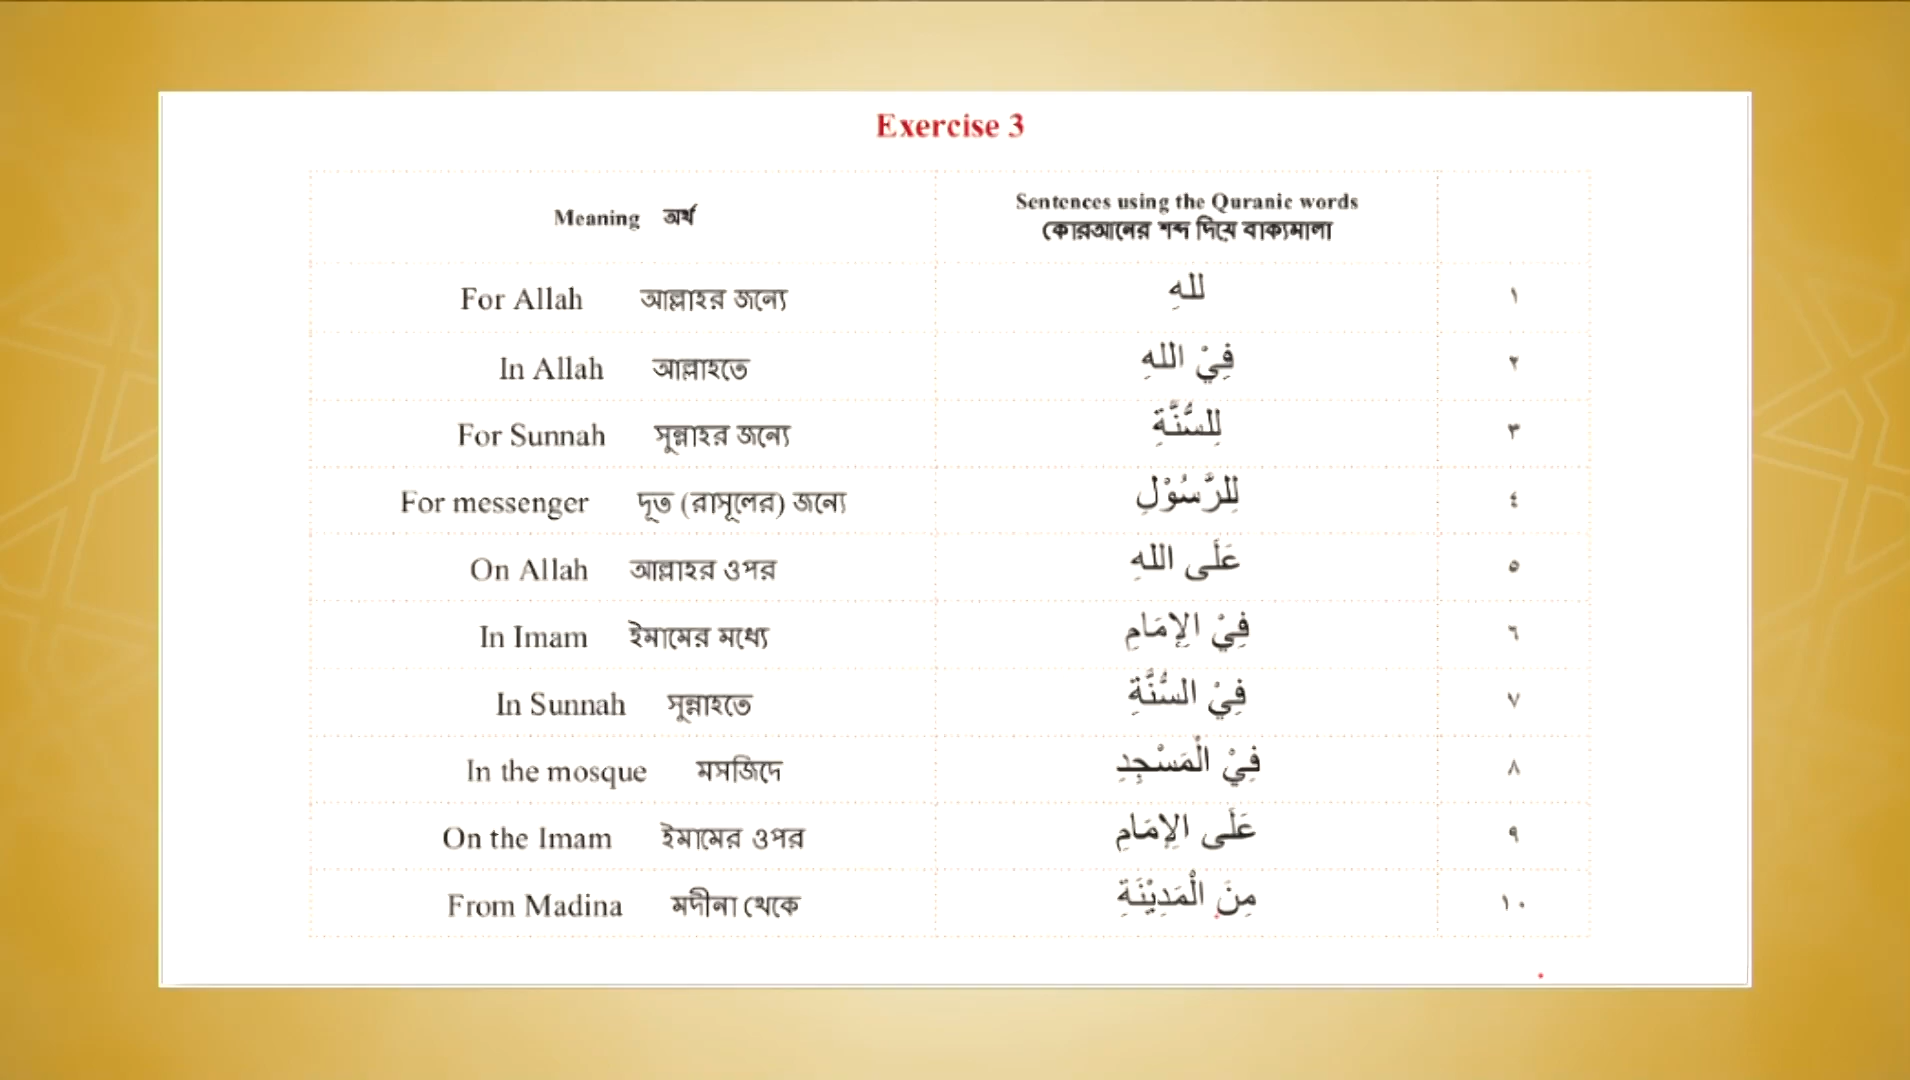 Exercise 3
Meaning অর্থ
Sentences using the Quranic words
কোরআনের শব্দ দিয়ে বাক্যমালা
For Allah আল্লাহর জন্যে لِلهِ ١
In Allah আল্লাহতে فِيْ اللهِ ٢
For Sunnah সুন্নাহর জন্যে لِلسُّنَّةِ ٣
For messenger দূত (রাসূলের) জন্যে لِلرَّسُوْلِ ٤
On Allah আল্লাহর ওপর عَلَى اللهِ ٥
In Imam ইমামের মধ্যে فِيْ الإِمَامِ ٦
In Sunnah সুন্নাহতে فِيْ السُّنَّةِ ٧
In the mosque মসজিদে فِيْ الْمَسْجِدِ ٨
On the Imam ইমামের ওপর عَلَى الإِمَامِ ٩
From Madina মদীনা থেকে مِنَ الْمَدِيْنَةِ ١٠